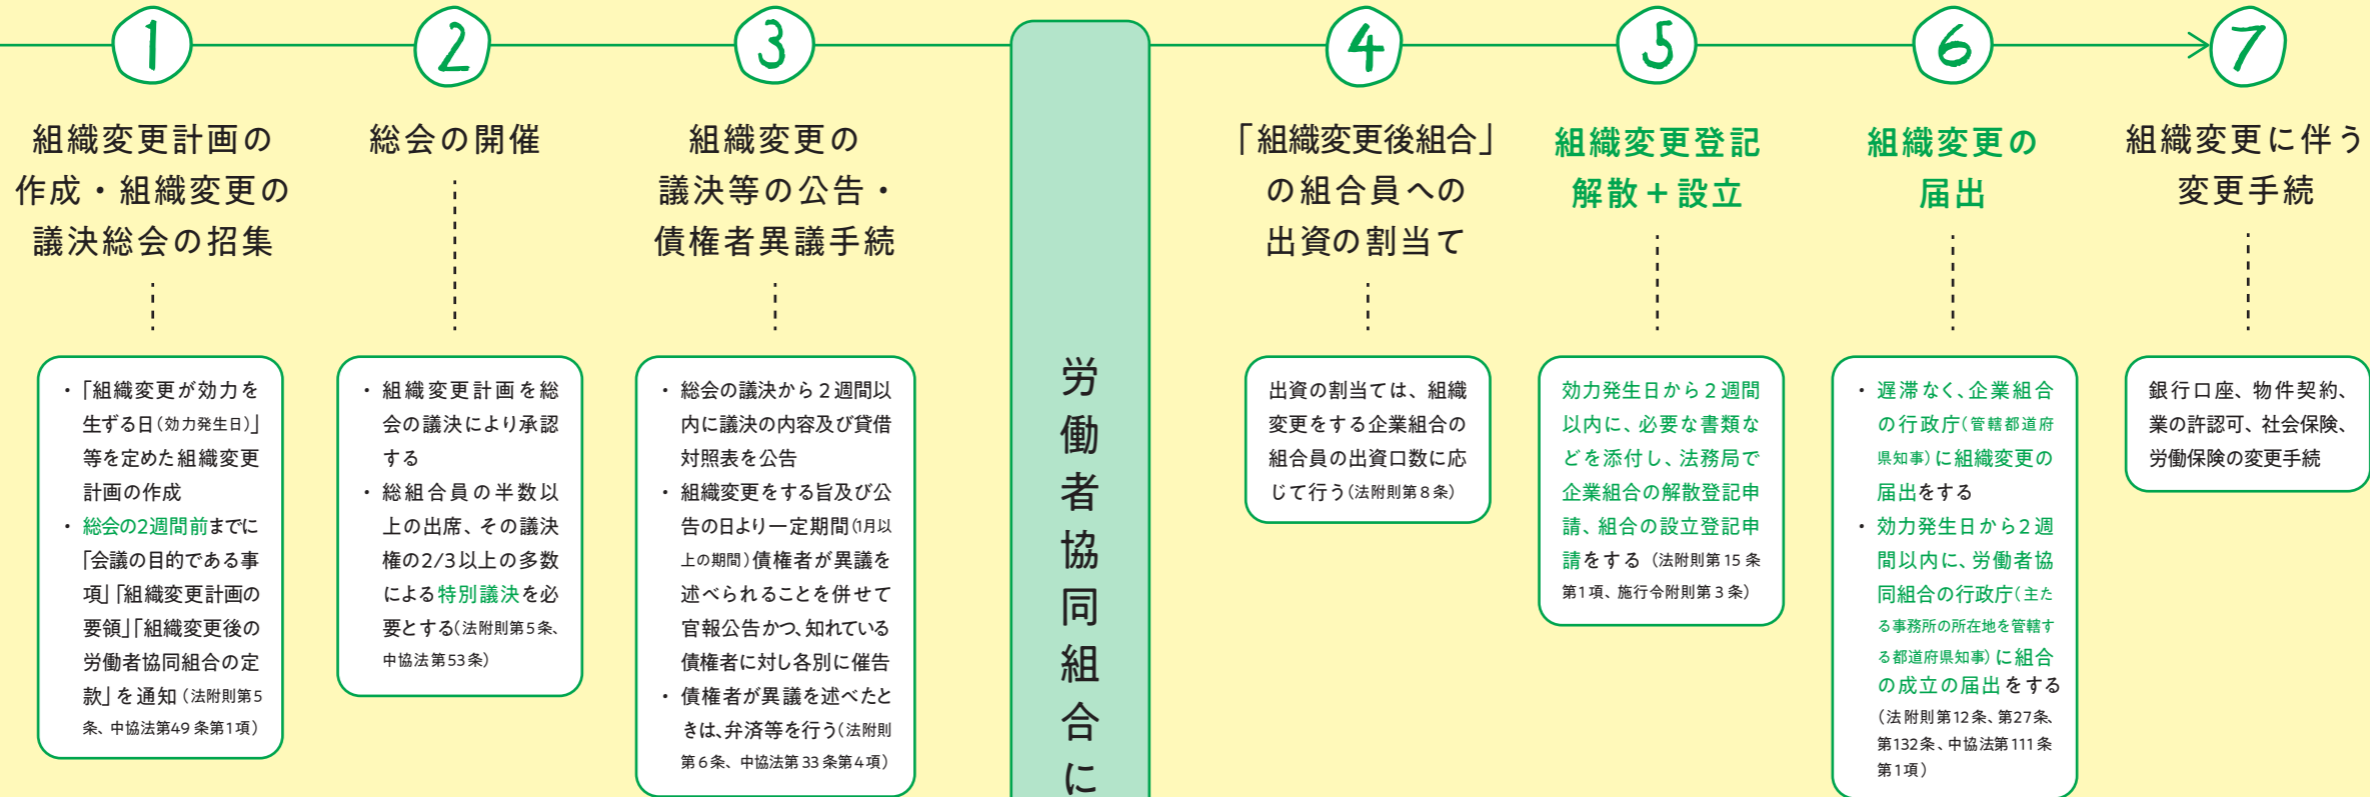 1
組織変更計画の
作成・組織変更の
議決総会の招集
・「組織変更が効力を
生ずる日(効力発生日)」
等を定めた組織変更
計画の作成
・総会の2週間前までに
「会議の目的である事
項」「組織変更計画の
要領」「組織変更後の
労働者協同組合の定
款」を通知(法附則第5
条、中協法第49条第1項)
2
総会の開催
・組織変更計画を総
会の議決により承認
する
・総組合員の半数以
上の出席、その議決
権の2/3以上の多数
による特別議決を必
要とする(法附則第5条、
中協法第53条)
3
組織変更の
議決等の公告・
債権者異議手続
・総会の議決から2週間以
内に議決の内容及び貸借
対照表を公告
・組織変更をする旨及び公
告の日より一定期間(1月以
上の期間)債権者が異議を
述べられることを併せて
官報公告かつ、知れている
債権者に対し各別に催告
・債権者が異議を述べたと
きは、弁済等を行う(法附則
第6条、中協法第33条第4項)
労働者協同組合に
4
「組織変更後組合」
の組合員への
出資の割当て
出資の割当ては、組織
変更をする企業組合の
組合員の出資口数に応
じて行う(法附則第8条)
5
組織変更登記
解散+設立
効力発生日から2週間
以内に、必要な書類な
どを添付し、法務局で
企業組合の解散登記申
請、組合の設立登記申
請をする(法附則第15条
第1項、施行令附則第3条)
6
組織変更の
届出
・遅滞なく、企業組合
の行政庁(管轄都道府
県知事)に組織変更の
届出をする
・効力発生日から2週
間以内に、労働者協
同組合の行政庁(主た
る事務所の所在地を管轄す
る都道府県知事)に組合
の成立の届出をする
(法附則第12条、第27条、
第132条、中協法第111条
第1項)
7
組織変更に伴う
変更手続
銀行口座、物件契約、
業の許認可、社会保険、
労働保険の変更手続